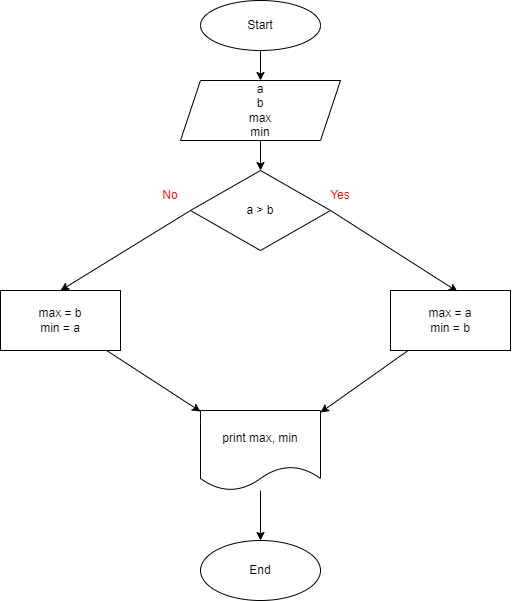 Start
a
b
max
min
a > b
No
Yes
max = b
min = a
max = a
min = b
print max, min
End